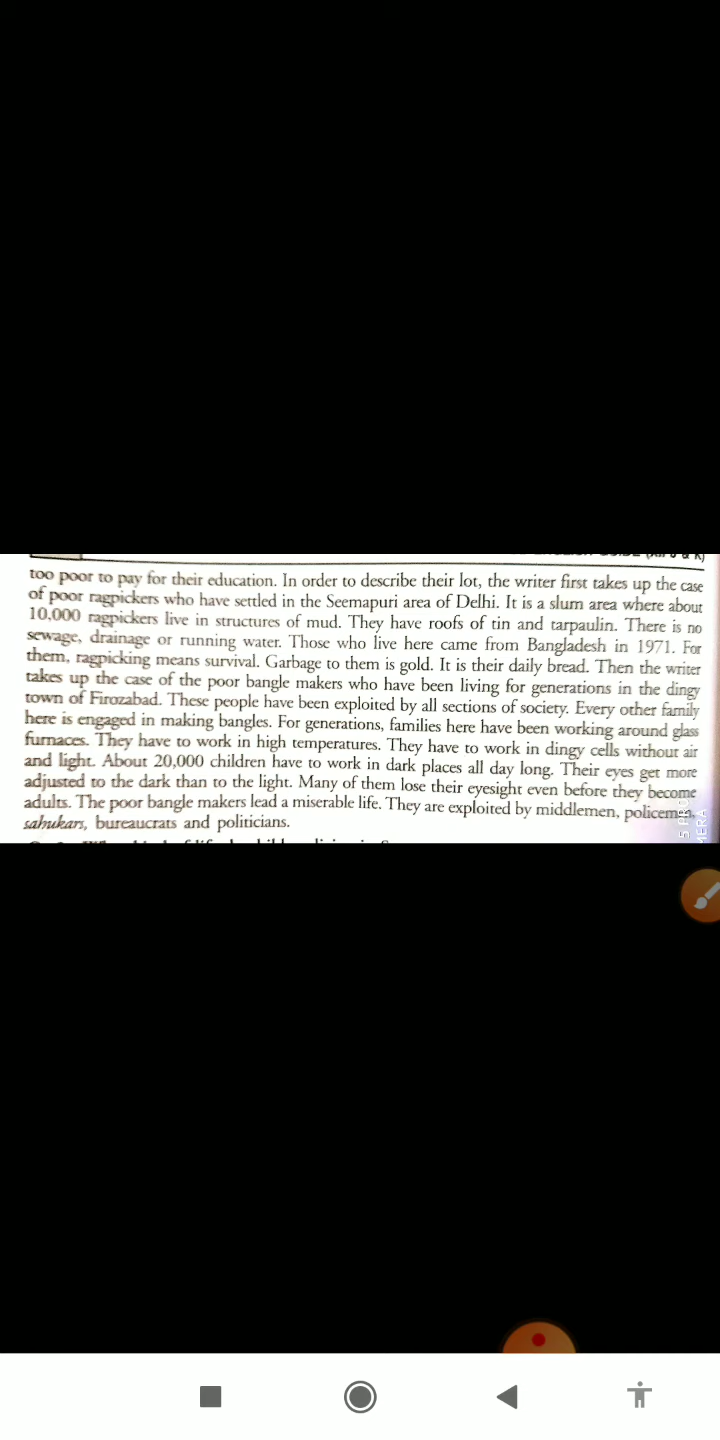 too poor to pay for their education. In order to describe their lot, the writer first takes up the case
of poor ragpickers who have settled in the Seemapuri area of Delhi. It is a slum area where about
10,000 ragpickers live in structures of mud. They have roofs of tin and tarpaulin. There is no
sewage, drainage or running water. Those who live here came from Bangladesh in 1971. For
them, ragpicking means survival. Garbage to them is gold. It is their daily bread. Then the writer
takes up the case of the poor bangle makers who have been living for generations in the dingy
town of Firozabad. These people have been exploited by all sections of society. Every other family
here is engaged in making bangles. For generations, families here have been working around glass
furnaces. They have to work in high temperatures. They have to work in dingy cells without air
and light. About 20,000 children have to work in dark places all day long. Their eyes get more
adjusted to the dark than to the light. Many of them lose their eyesight even before they become
adults. The poor bangle makers lead a miserable life. They are exploited by middlemen, policemen,
sahukars, bureaucrats and politicians.